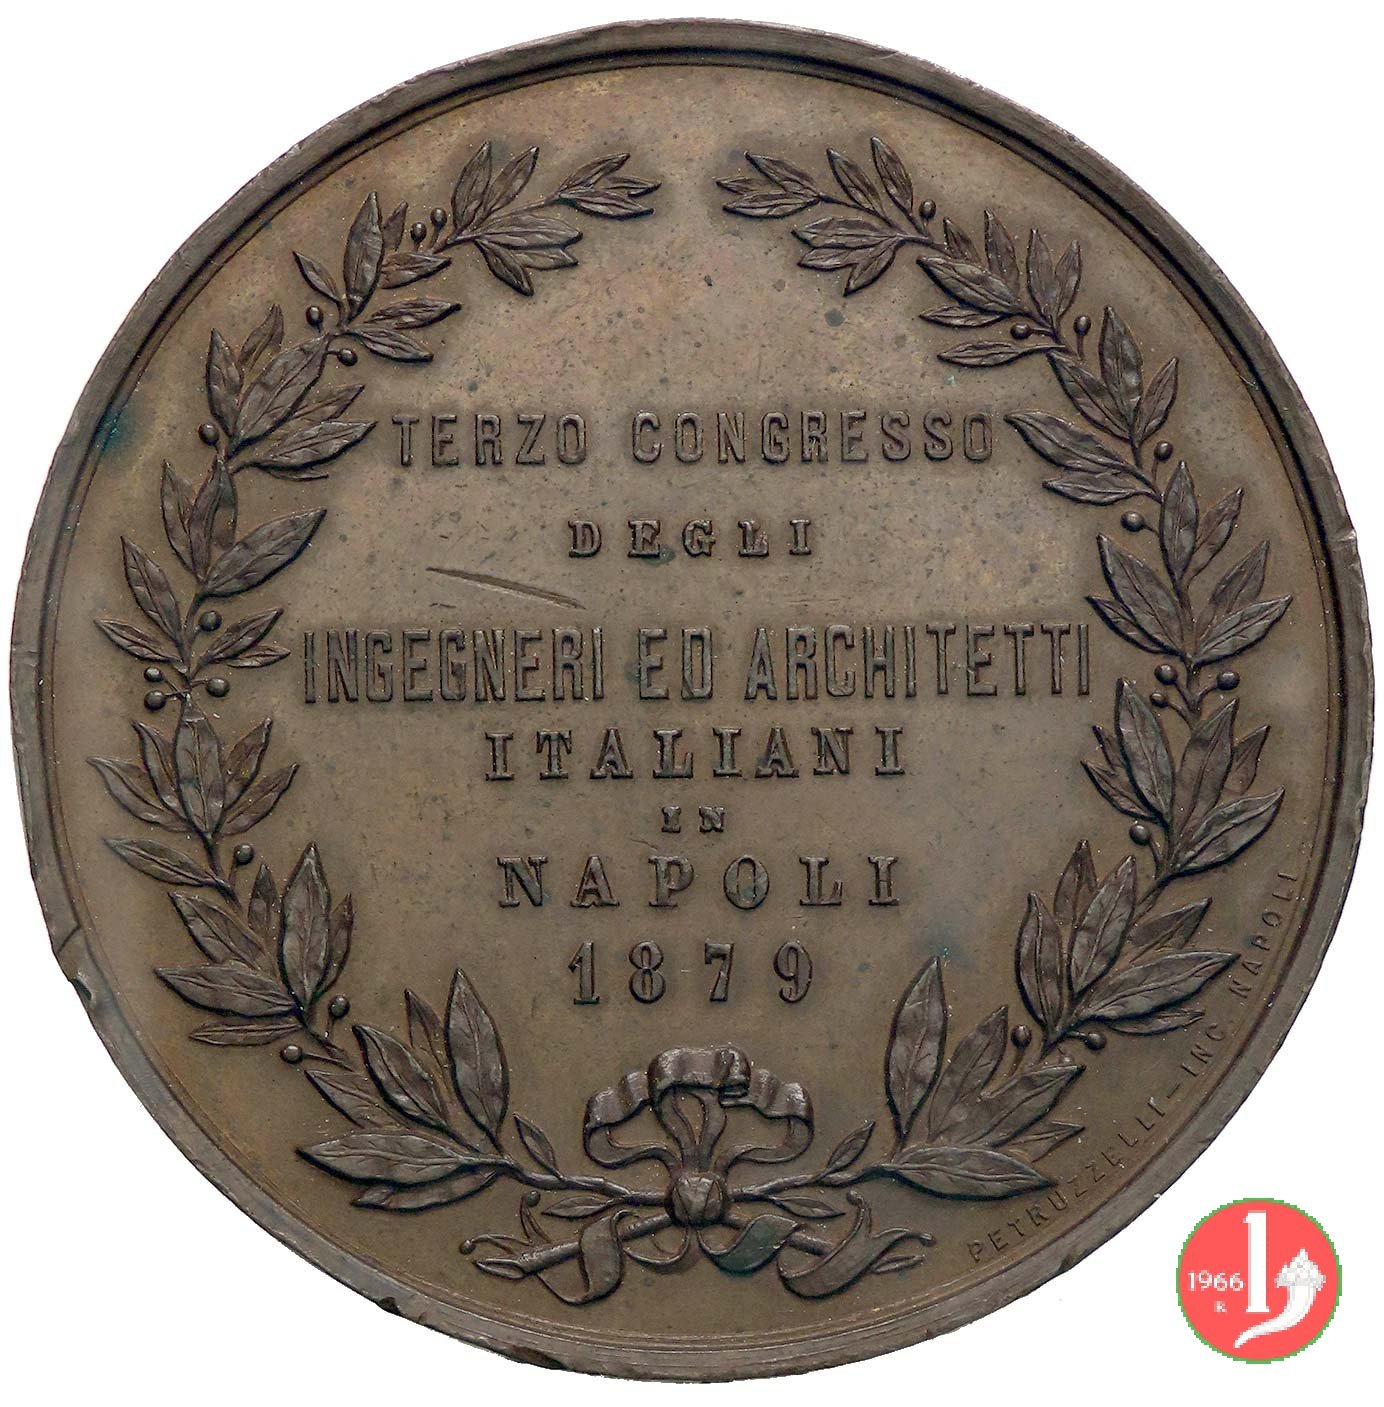 TERZO CONGRESSO
DEGLI
INGEGNERI ED ARCHITETTI
ITALIANI
IN
NAPOLI
1879
PETRUZZELLI–INC. NAPOLI
1966
R